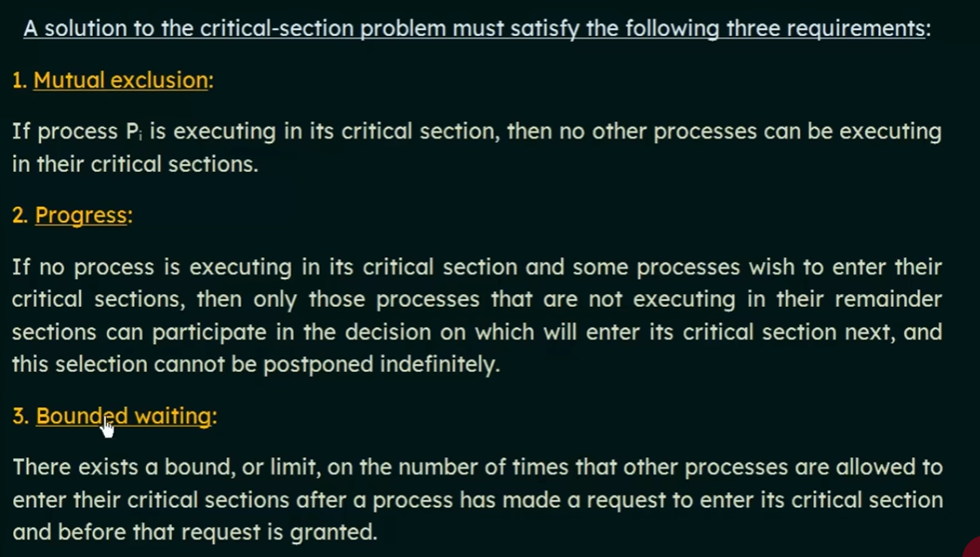 A solution to the critical-section problem must satisfy the following three requirements:
1. Mutual exclusion:
If process Pᵢ is executing in its critical section, then no other processes can be executing
in their critical sections.
2. Progress:
If no process is executing in its critical section and some processes wish to enter their
critical sections, then only those processes that are not executing in their remainder
sections can participate in the decision on which will enter its critical section next, and
this selection cannot be postponed indefinitely.
3. Bounded waiting:
There exists a bound, or limit, on the number of times that other processes are allowed to
enter their critical sections after a process has made a request to enter its critical section
and before that request is granted.